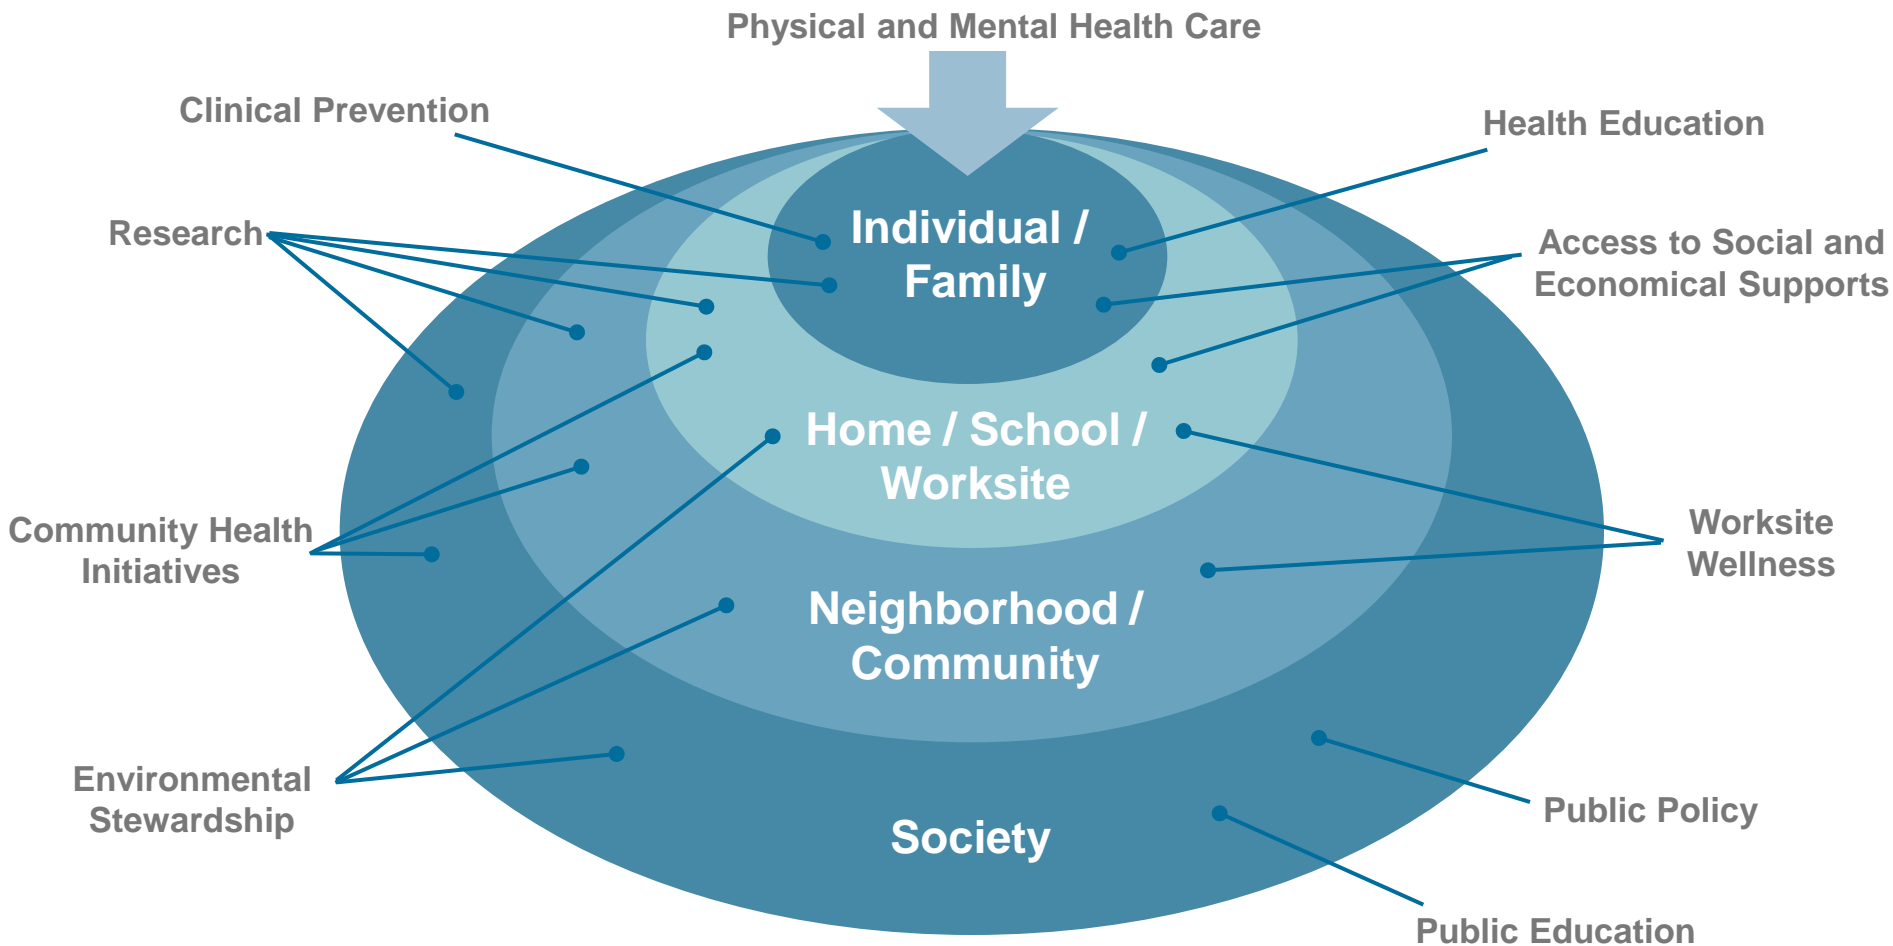 Physical and Mental Health Care
Clinical Prevention
Health Education
Research
Individual /
Family
Access to Social and
Economical Supports
Home / School /
Worksite
Community Health
Initiatives
Worksite
Wellness
Neighborhood /
Community
Environmental
Stewardship
Society
Public Policy
Public Education